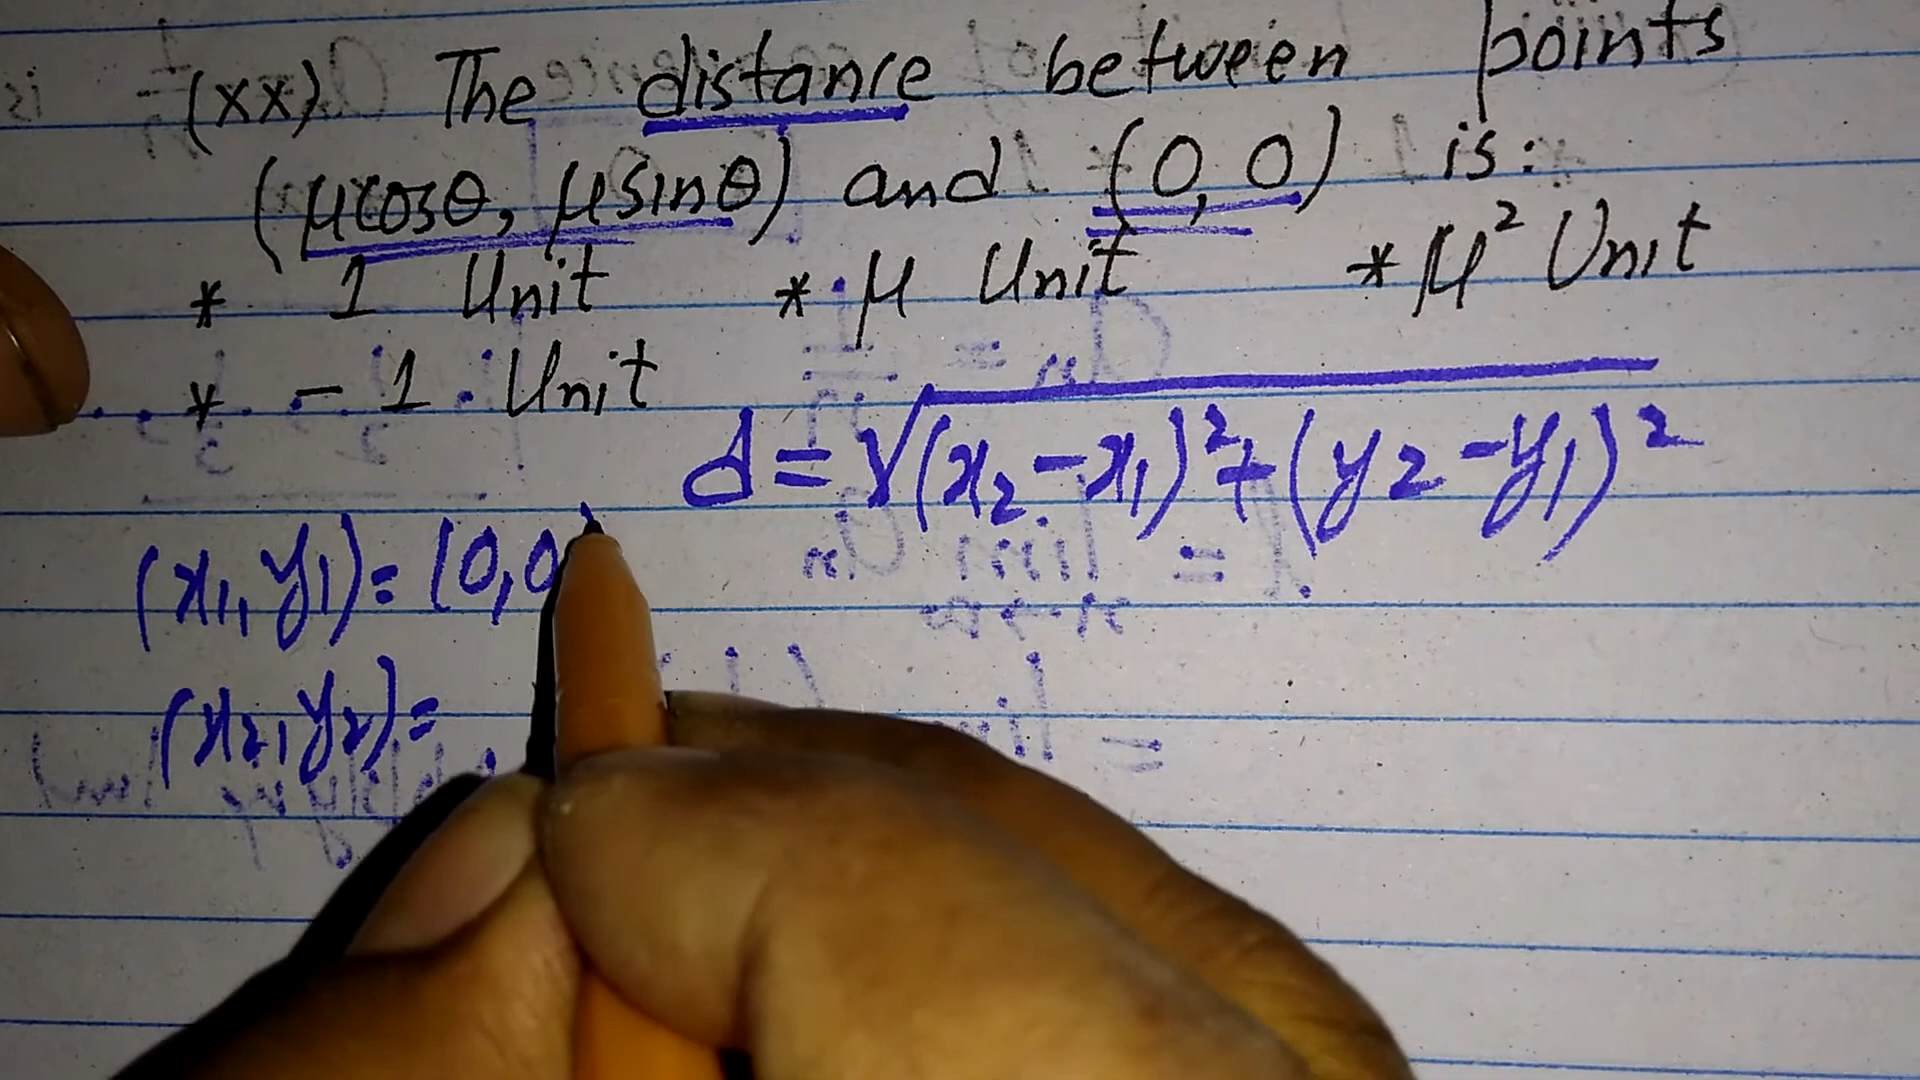 (xx). The distance between points
(μcosθ, μsinθ) and (0,0) is:
* 1 Unit * μ Unit * μ² Unit
* -1 Unit
d = √(x₂-x₁)²+(y₂-y₁)²
(x₁, y₁) = (0,0)
(x₂, y₂) =